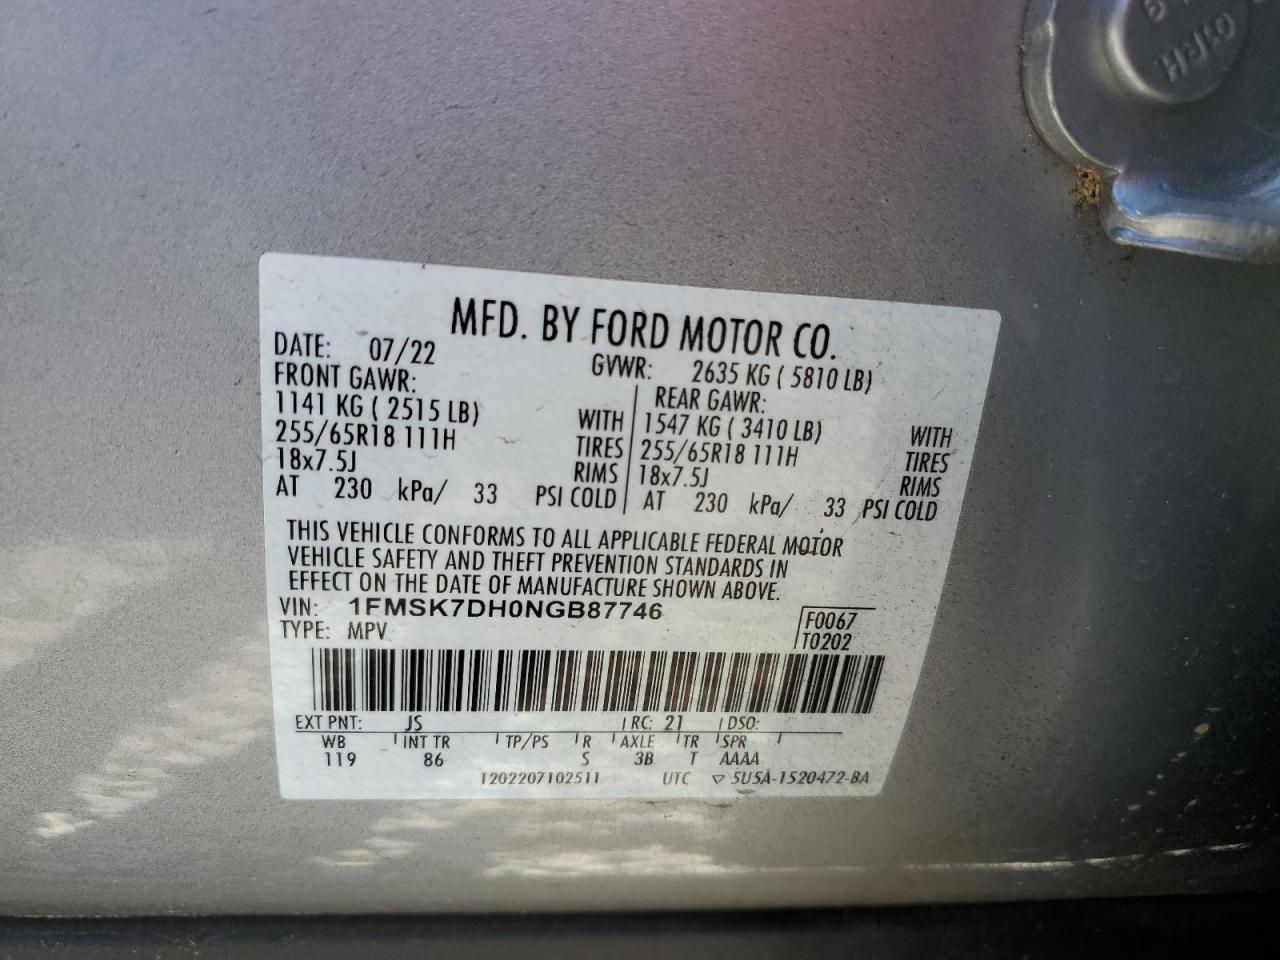 01RH
MFD. BY FORD MOTOR CO.
DATE: 07/22 GVWR: 2635 KG ( 5810 LB)
FRONT GAWR: REAR GAWR:
1141 KG ( 2515 LB) WITH 1547 KG ( 3410 LB) WITH
255/65R18 111H TIRES 255/65R18 111H TIRES
18x7.5J RIMS 18x7.5J RIMS
AT 230 kPa/ 33 PSI COLD AT 230 kPa/ 33 PSI COLD
THIS VEHICLE CONFORMS TO ALL APPLICABLE FEDERAL MOTOR
VEHICLE SAFETY AND THEFT PREVENTION STANDARDS IN
EFFECT ON THE DATE OF MANUFACTURE SHOWN ABOVE.
VIN: 1FMSK7DH0NGB87746 F0067
TYPE: MPV T0202
EXT PNT: JS RC: 21 DSO:
WB INT TR TP/PS R AXLE TR SPR
119 86 S 3B T AAAA
1202207102511 UTC ▽ 5U5A-1520472-BA